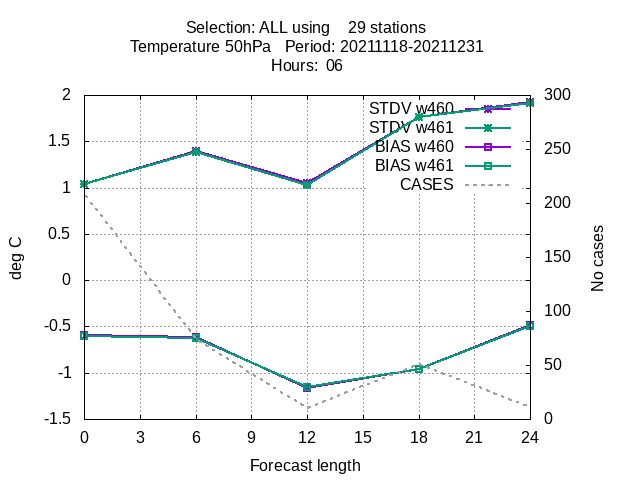 Selection: ALL using 29 stations
Temperature 50hPa Period: 20211118-20211231
Hours: 06
STDV w460
STDV w461
BIAS w460
BIAS w461
CASES
2
1.5
1
0.5
0
-0.5
-1
-1.5
deg C
300
250
200
150
100
50
0
No cases
0 3 6 9 12 15 18 21 24
Forecast length